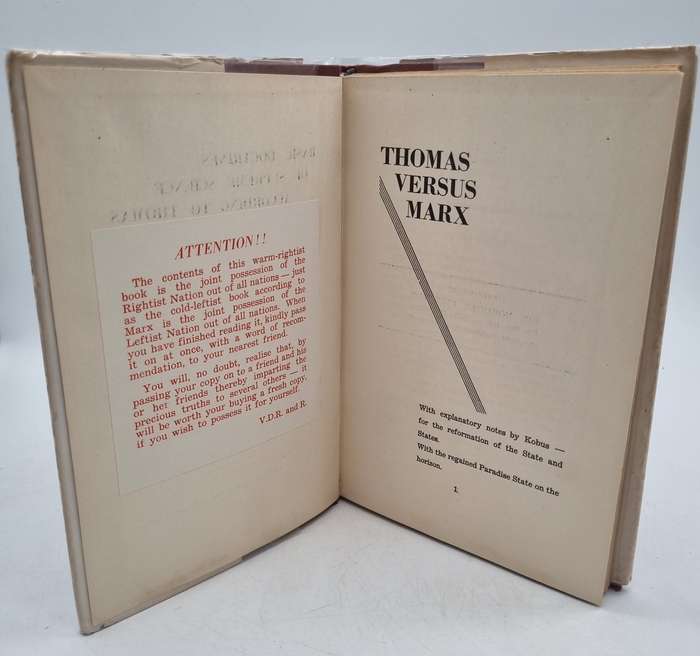 ATTENTION!!
The contents of this warm-rightist
book is the joint possession of the
Rightist Nation out of all nations — just
as the cold-leftist book according to
Marx is the joint possession of the
Leftist Nation out of all nations. When
you have finished reading it, kindly pass
it on at once, with a word of recom-
mendation, to your nearest friend.
You will, no doubt, realise that, by
passing your copy on to a friend and his
or her friends thereby imparting the
precious truths to several others — it
will be worth your buying a fresh copy,
if you wish to possess it for yourself.
V.D.R. and R.
THOMAS
VERSUS
MARX
With explanatory notes by Kobus —
for the reformation of the State and
States.
With the regained Paradise State on the
horison.
1